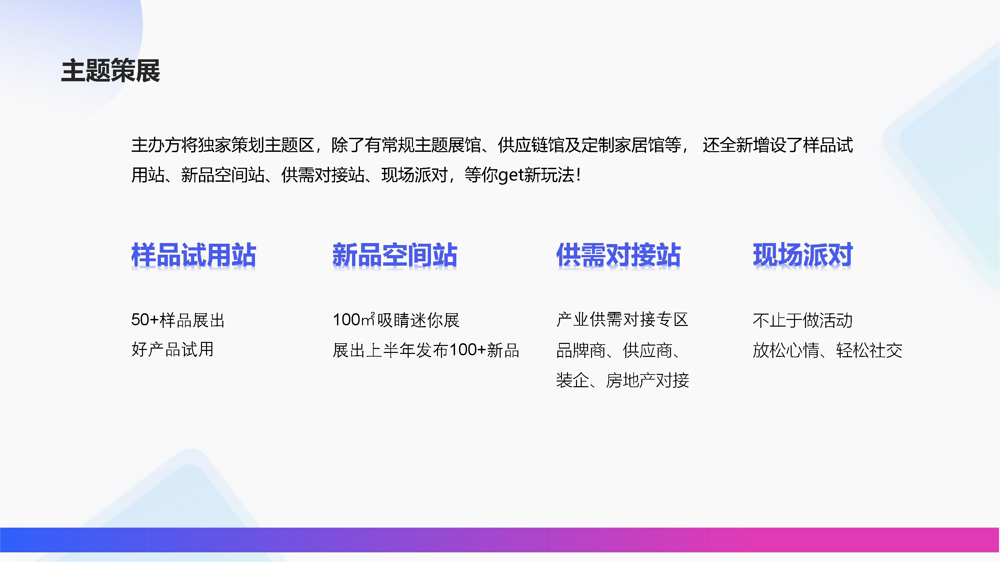 主题策展
主办方将独家策划主题区，除了有常规主题展馆、供应链馆及定制家居馆等， 还全新增设了样品试
用站、新品空间站、供需对接站、现场派对，等你get新玩法！
样品试用站
50+样品展出
好产品试用
新品空间站
100㎡吸睛迷你展
展出上半年发布100+新品
供需对接站
产业供需对接专区
品牌商、供应商、
装企、房地产对接
现场派对
不止于做活动
放松心情、轻松社交